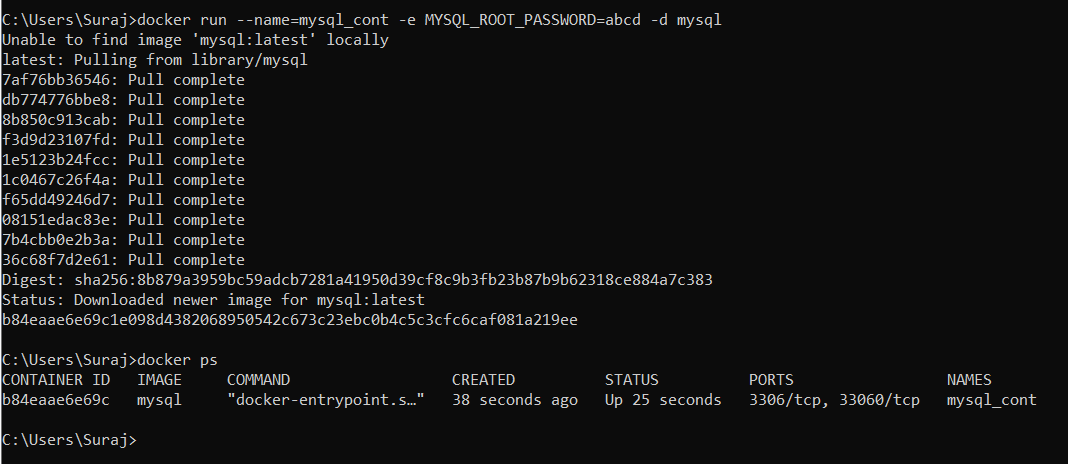 C:\Users\Suraj>docker run --name=mysql_cont -e MYSQL_ROOT_PASSWORD=abcd -d mysql
Unable to find image 'mysql:latest' locally
latest: Pulling from library/mysql
7af76bb36546: Pull complete
db774776bbe8: Pull complete
8b850c913cab: Pull complete
f3d9d23107fd: Pull complete
1e5123b24fcc: Pull complete
1c0467c26f4a: Pull complete
f65dd49246d7: Pull complete
08151edac83e: Pull complete
7b4cbb0e2b3a: Pull complete
36c68f7d2e61: Pull complete
Digest: sha256:8b879a3959bc59adcb7281a41950d39cf8c9b3fb23b87b9b62318ce884a7c383
Status: Downloaded newer image for mysql:latest
b84eaae6e69c1e098d4382068950542c673c23ebc0b4c5c3cfc6caf081a219ee
C:\Users\Suraj>docker ps
CONTAINER ID   IMAGE     COMMAND                  CREATED          STATUS          PORTS                 NAMES
b84eaae6e69c   mysql     "docker-entrypoint.s…"   38 seconds ago   Up 25 seconds   3306/tcp, 33060/tcp   mysql_cont
C:\Users\Suraj>